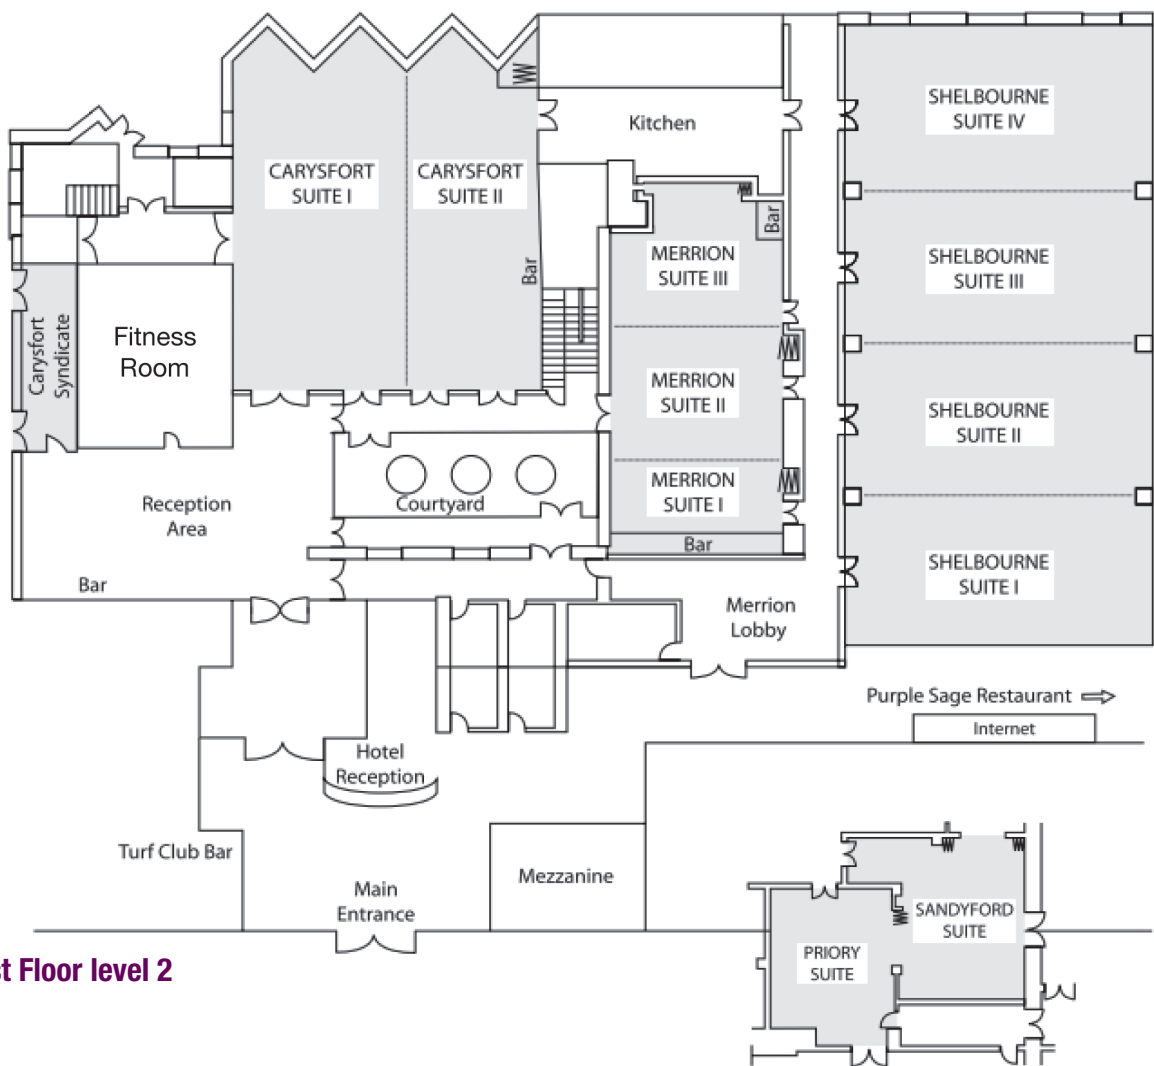 SHELBOURNE
SUITE IV
Kitchen
CARYSFORT
SUITE I
CARYSFORT
SUITE II
Bar
MERRION
SUITE III
Bar
SHELBOURNE
SUITE III
Fitness
Room
Carysfort
Syndicate
MERRION
SUITE II
SHELBOURNE
SUITE II
MERRION
SUITE I
Reception
Area
Courtyard
Bar
SHELBOURNE
SUITE I
Bar
Merrion
Lobby
Purple Sage Restaurant
Internet
Hotel
Reception
Turf Club Bar
Mezzanine
Main
Entrance
SANDYFORD
SUITE
PRIORY
SUITE
Floor level 2